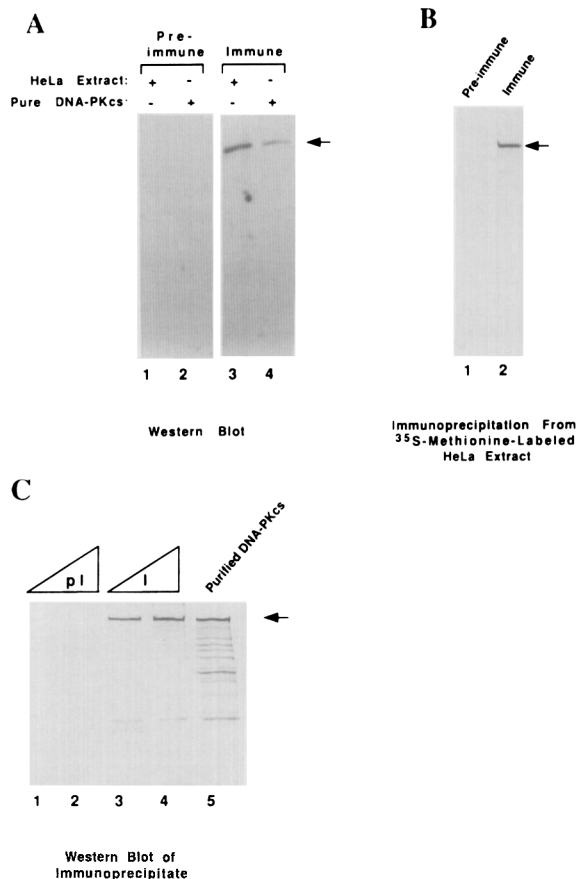 A
Pre-
immune Immune
HeLa Extract: + - + -
Pure DNA-PKcs: - + - +
1 2 3 4
Western Blot
B
Pre-immune Immune
1 2
Immunoprecipitation From
35S-Methionine-Labeled
HeLa Extract
C
pI I Purified DNA-PKcs
1 2 3 4 5
Western Blot of
Immunoprecipitate